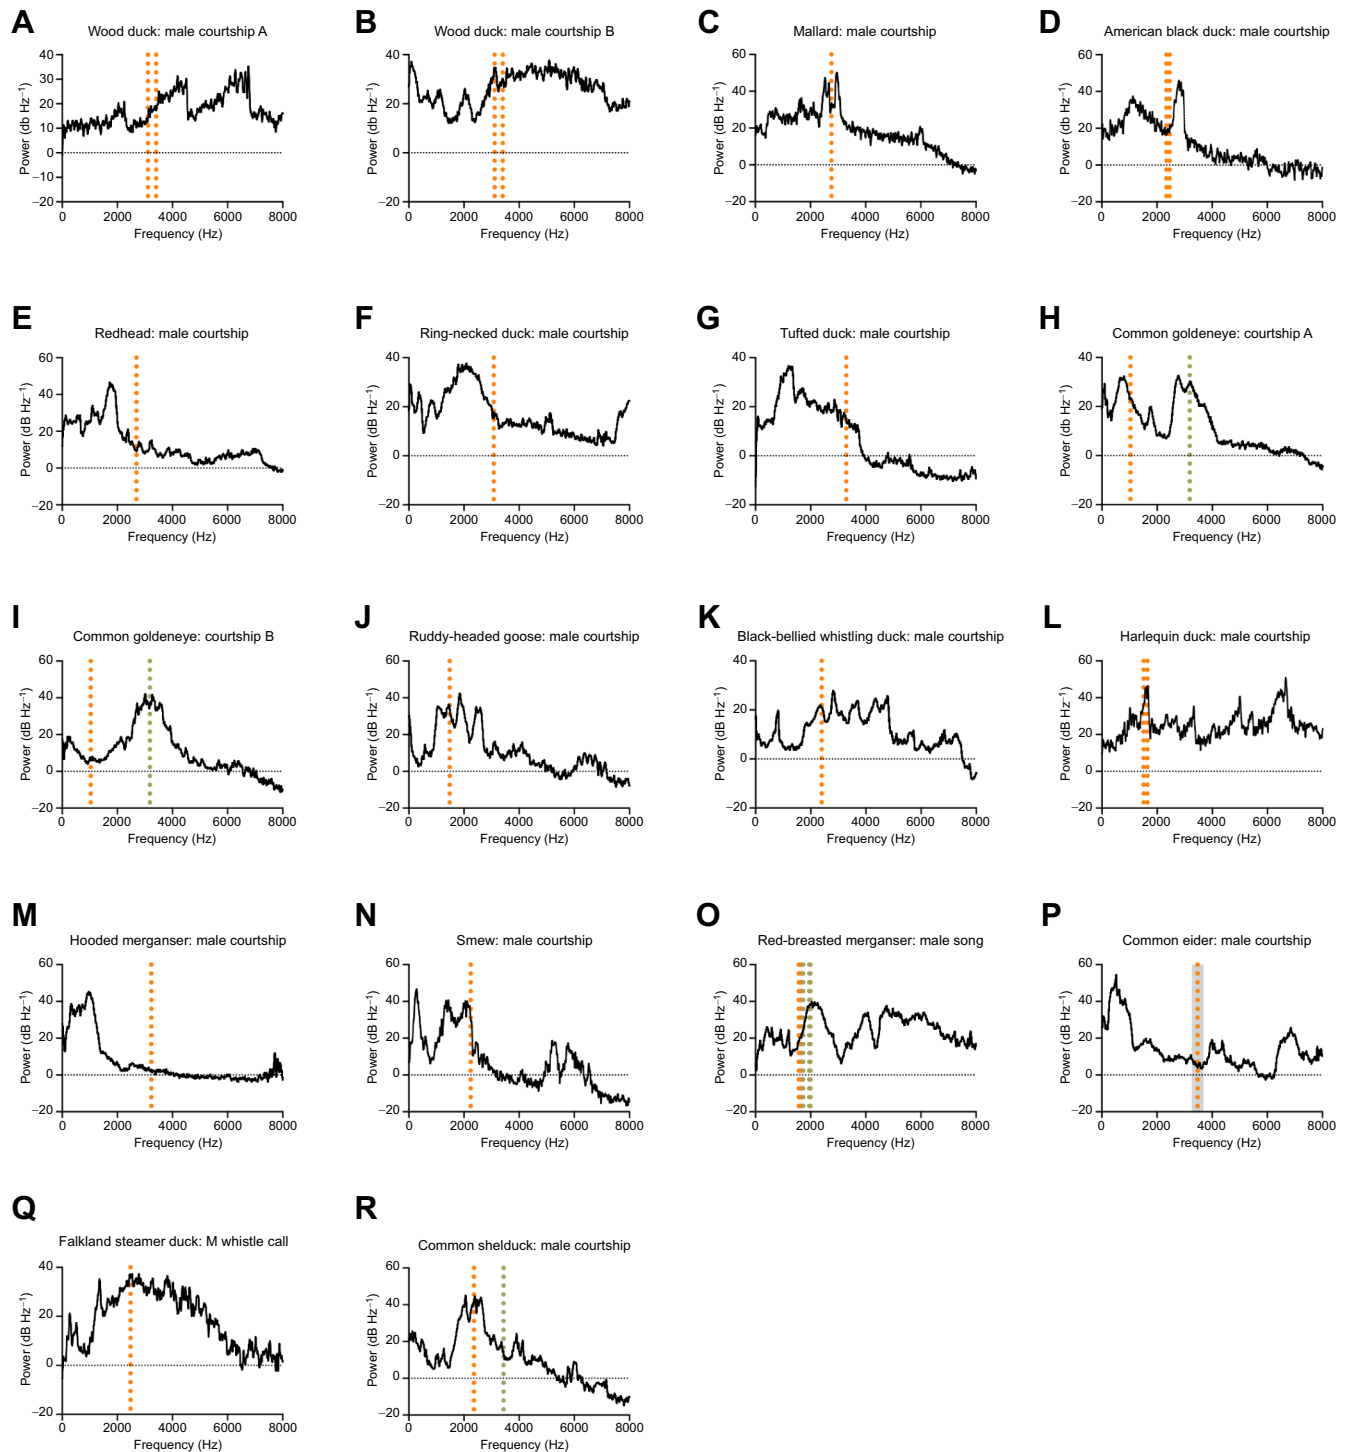 A
Wood duck: male courtship A
Power (db Hz⁻¹)
40
30
20
10
0
–10
–20
0 2000 4000 6000 8000
Frequency (Hz)
B
Wood duck: male courtship B
Power (dB Hz⁻¹)
40
20
0
–20
0 2000 4000 6000 8000
Frequency (Hz)
C
Mallard: male courtship
Power (dB Hz⁻¹)
60
40
20
0
–20
0 2000 4000 6000 8000
Frequency (Hz)
D
American black duck: male courtship
Power (db Hz⁻¹)
60
40
20
0
–20
0 2000 4000 6000 8000
Frequency (Hz)
E
Redhead: male courtship
Power (dB Hz⁻¹)
60
40
20
0
–20
0 2000 4000 6000 8000
Frequency (Hz)
F
Ring-necked duck: male courtship
Power (dB Hz⁻¹)
40
20
0
–20
0 2000 4000 6000 8000
Frequency (Hz)
G
Tufted duck: male courtship
Power (dB Hz⁻¹)
40
20
0
–20
0 2000 4000 6000 8000
Frequency (Hz)
H
Common goldeneye: courtship A
Power (db Hz⁻¹)
40
20
0
–20
0 2000 4000 6000 8000
Frequency (Hz)
I
Common goldeneye: courtship B
Power (dB Hz⁻¹)
60
40
20
0
–20
0 2000 4000 6000 8000
Frequency (Hz)
J
Ruddy-headed goose: male courtship
Power (dB Hz⁻¹)
60
40
20
0
–20
0 2000 4000 6000 8000
Frequency (Hz)
K
Black-bellied whistling duck: male courtship
Power (dB Hz⁻¹)
40
20
0
–20
0 2000 4000 6000 8000
Frequency (Hz)
L
Harlequin duck: male courtship
Power (dB Hz⁻¹)
60
40
20
0
–20
0 2000 4000 6000 8000
Frequency (Hz)
M
Hooded merganser: male courtship
Power (dB Hz⁻¹)
60
40
20
0
–20
0 2000 4000 6000 8000
Frequency (Hz)
N
Smew: male courtship
Power (dB Hz⁻¹)
60
40
20
0
–20
0 2000 4000 6000 8000
Frequency (Hz)
O
Red-breasted merganser: male song
Power (dB Hz⁻¹)
60
40
20
0
–20
0 2000 4000 6000 8000
Frequency (Hz)
P
Common eider: male courtship
Power (dB Hz⁻¹)
60
40
20
0
–20
0 2000 4000 6000 8000
Frequency (Hz)
Q
Falkland steamer duck: M whistle call
Power (dB Hz⁻¹)
40
20
0
–20
0 2000 4000 6000 8000
Frequency (Hz)
R
Common shelduck: male courtship
Power (dB Hz⁻¹)
60
40
20
0
–20
0 2000 4000 6000 8000
Frequency (Hz)